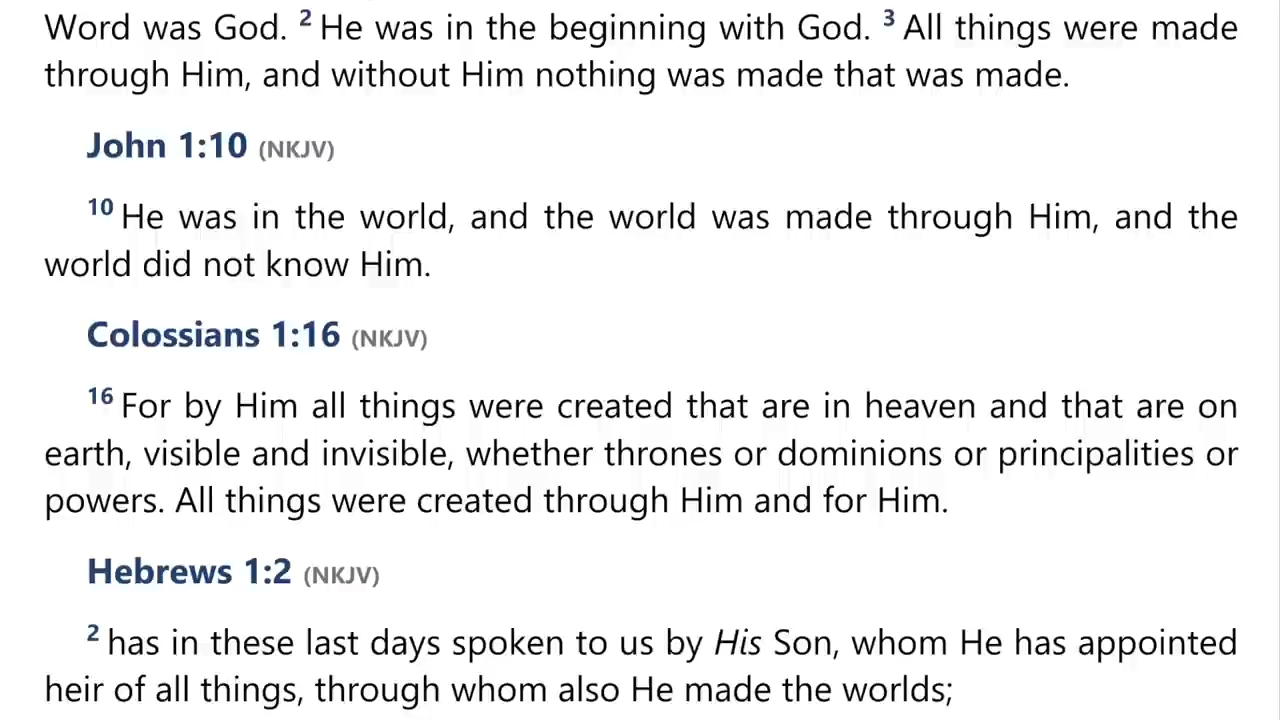 Word was God. 2 He was in the beginning with God. 3 All things were made
through Him, and without Him nothing was made that was made.
John 1:10 (NKJV)
10 He was in the world, and the world was made through Him, and the
world did not know Him.
Colossians 1:16 (NKJV)
16 For by Him all things were created that are in heaven and that are on
earth, visible and invisible, whether thrones or dominions or principalities or
powers. All things were created through Him and for Him.
Hebrews 1:2 (NKJV)
2 has in these last days spoken to us by His Son, whom He has appointed
heir of all things, through whom also He made the worlds;